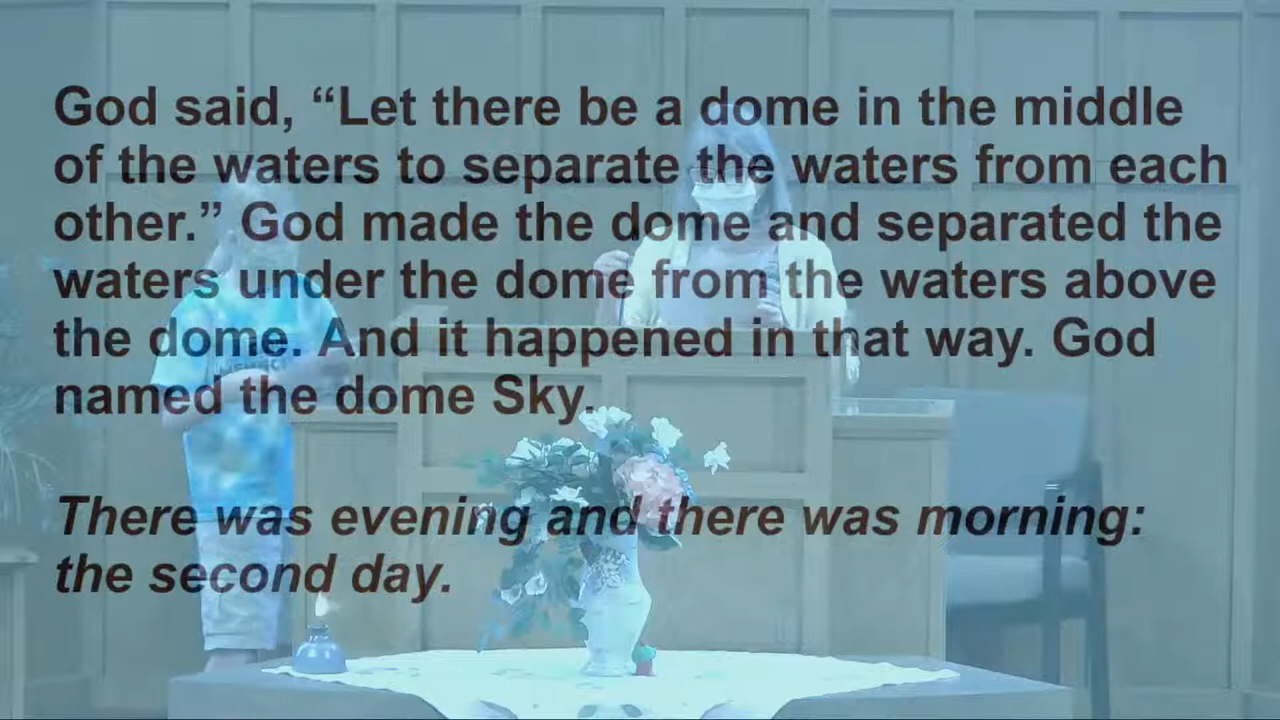 God said, “Let there be a dome in the middle
of the waters to separate the waters from each
other.” God made the dome and separated the
waters under the dome from the waters above
the dome. And it happened in that way. God
named the dome Sky.
There was evening and there was morning:
the second day.